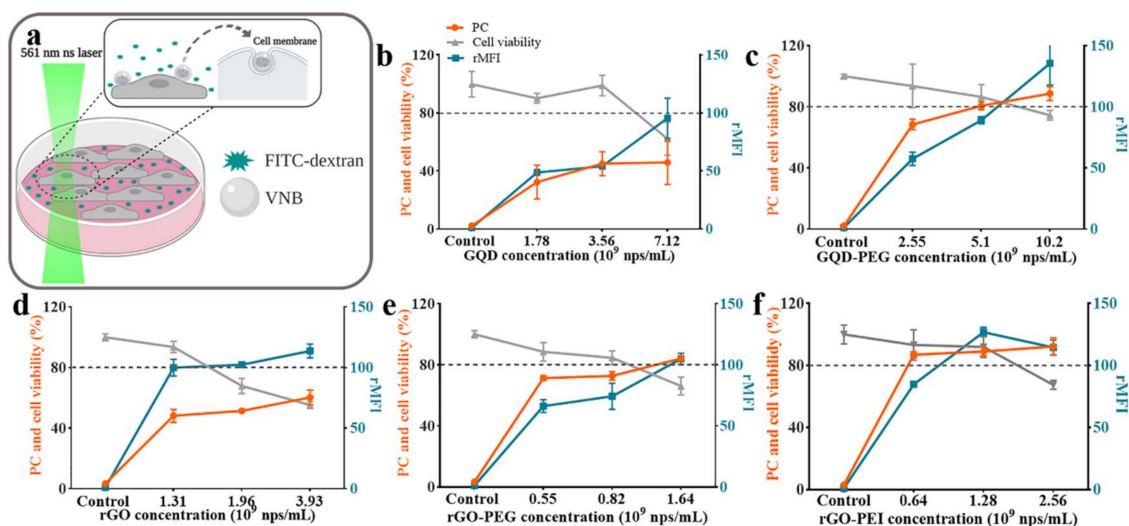 a
561 nm ns laser
Cell membrane
FITC-dextran
VNB
b
PC
Cell viability
rMFI
PC and cell viability (%)
120
80
40
0
150
100
50
0
rMFI
Control 1.78 3.56 7.12
GQD concentration (10⁹ nps/mL)
c
PC and cell viability (%)
120
80
40
0
150
100
50
0
rMFI
Control 2.55 5.1 10.2
GQD-PEG concentration (10⁹ nps/mL)
d
PC and cell viability (%)
120
80
40
0
150
100
50
0
rMFI
Control 1.31 1.96 3.93
rGO concentration (10⁹ nps/mL)
e
PC and cell viability (%)
120
80
40
0
150
100
50
0
rMFI
Control 0.55 0.82 1.64
rGO-PEG concentration (10⁹ nps/mL)
f
PC and cell viabilidy (%)
120
80
40
0
150
100
50
0
rMFI
Control 0.64 1.28 2.56
rGO-PEI concentration (10⁹ nps/mL)